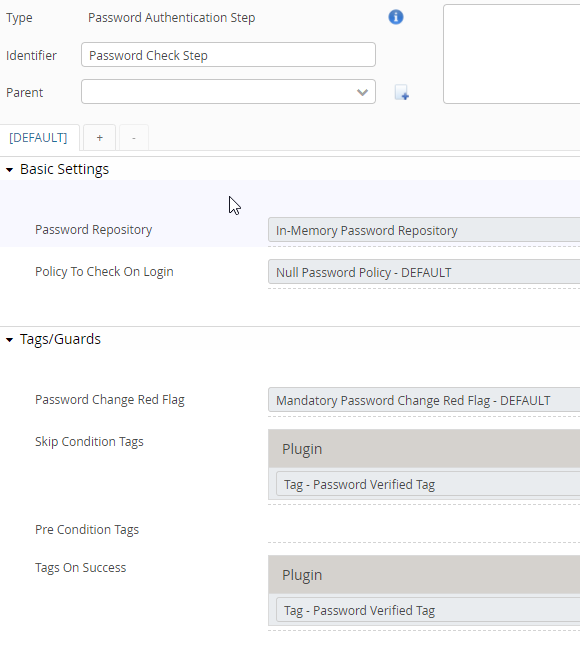 Type Password Authentication Step
Identifier Password Check Step
Parent
[DEFAULT] + -
Basic Settings
Password Repository In-Memory Password Repository
Policy To Check On Login Null Password Policy - DEFAULT
Tags/Guards
Password Change Red Flag Mandatory Password Change Red Flag - DEFAULT
Skip Condition Tags Plugin
Tag - Password Verified Tag
Pre Condition Tags
Tags On Success Plugin
Tag - Password Verified Tag